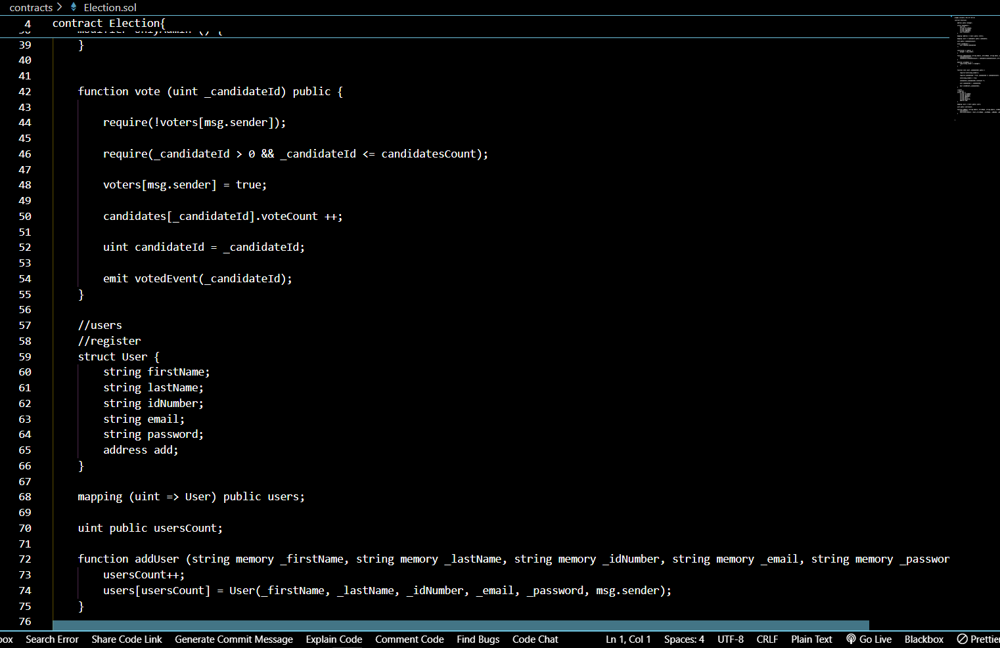 contracts > Election.sol
4 contract Election{
39 }
40
41
42 function vote (uint _candidateId) public {
43
44 require(!voters[msg.sender]);
45
46 require(_candidateId > 0 && _candidateId <= candidatesCount);
47
48 voters[msg.sender] = true;
49
50 candidates[_candidateId].voteCount ++;
51
52 uint candidateId = _candidateId;
53
54 emit votedEvent(_candidateId);
55 }
56
57 //users
58 //register
59 struct User {
60 string firstName;
61 string lastName;
62 string idNumber;
63 string email;
64 string password;
65 address add;
66 }
67
68 mapping (uint => User) public users;
69
70 uint public usersCount;
71
72 function addUser (string memory _firstName, string memory _lastName, string memory _idNumber, string memory _email, string memory _passwor
73 usersCount++;
74 users[usersCount] = User(_firstName, _lastName, _idNumber, _email, _password, msg.sender);
75 }
76
box Search Error Share Code Link Generate Commit Message Explain Code Comment Code Find Bugs Code Chat Ln 1, Col 1 Spaces: 4 UTF-8 CRLF Plain Text Go Live Blackbox Prettier